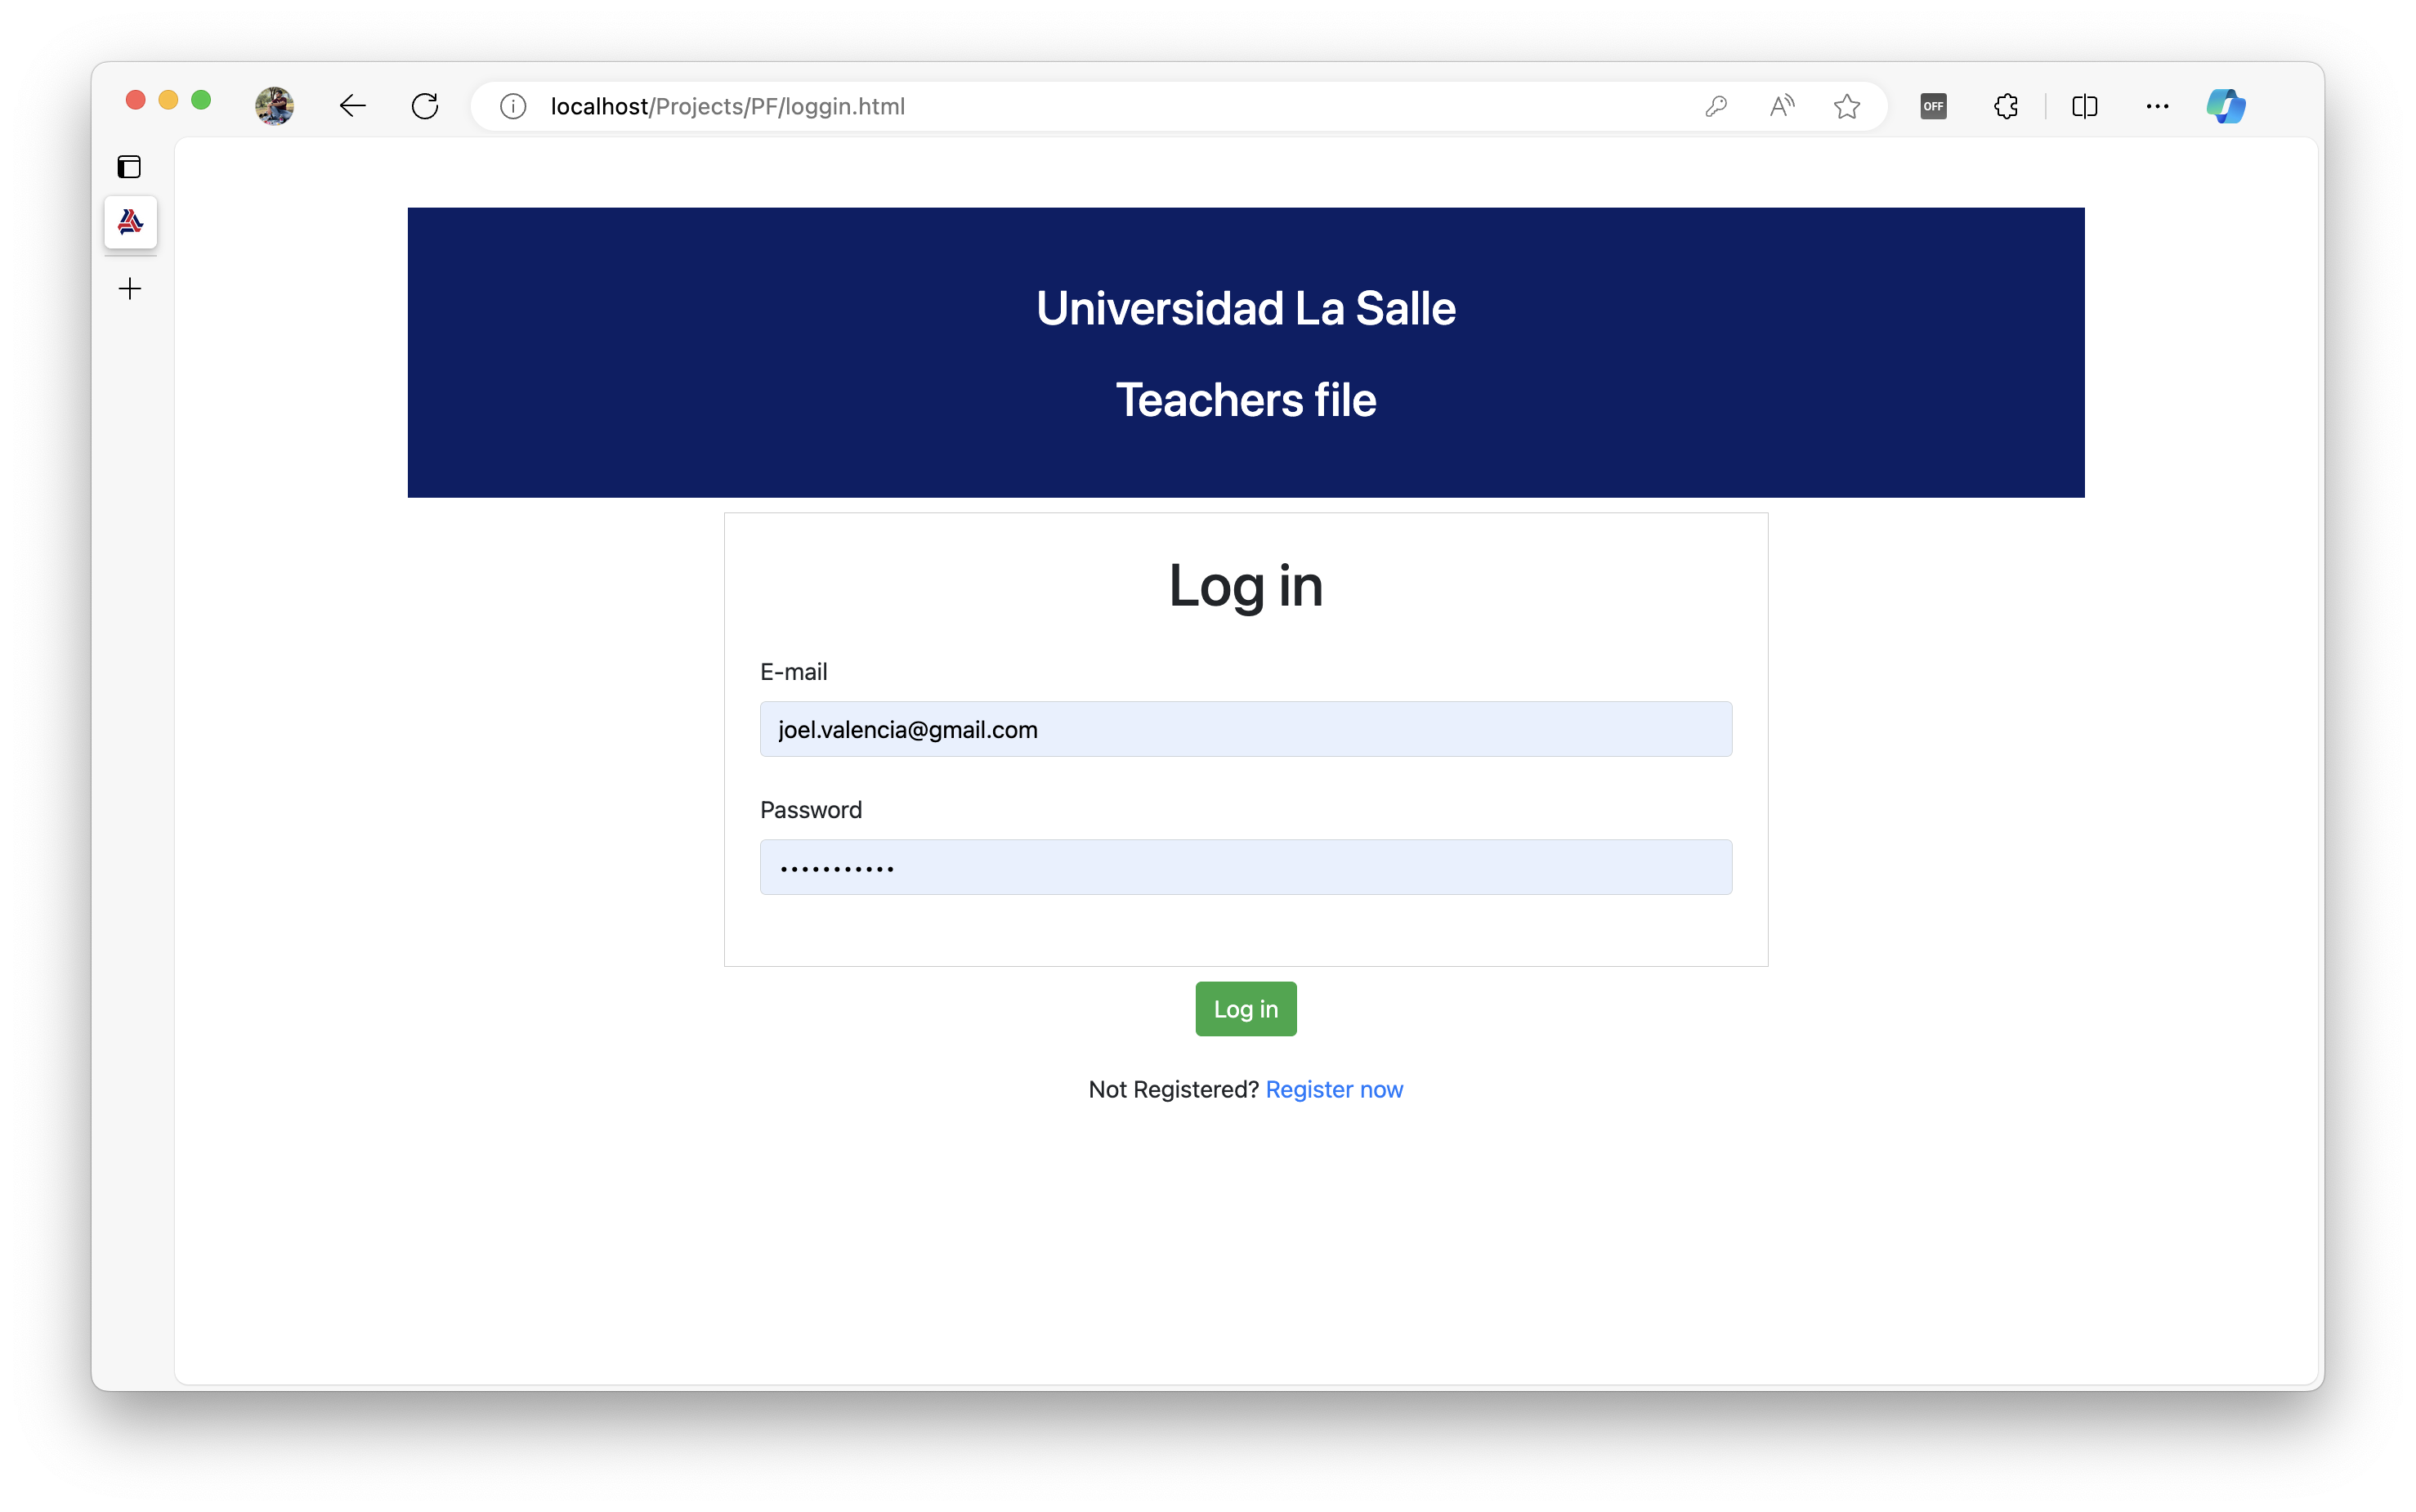 localhost/Projects/PF/loggin.html
OFF
Universidad La Salle
Teachers file
Log in
E-mail
joel.valencia@gmail.com
Password
•••••••••••
Log in
Not Registered? Register now